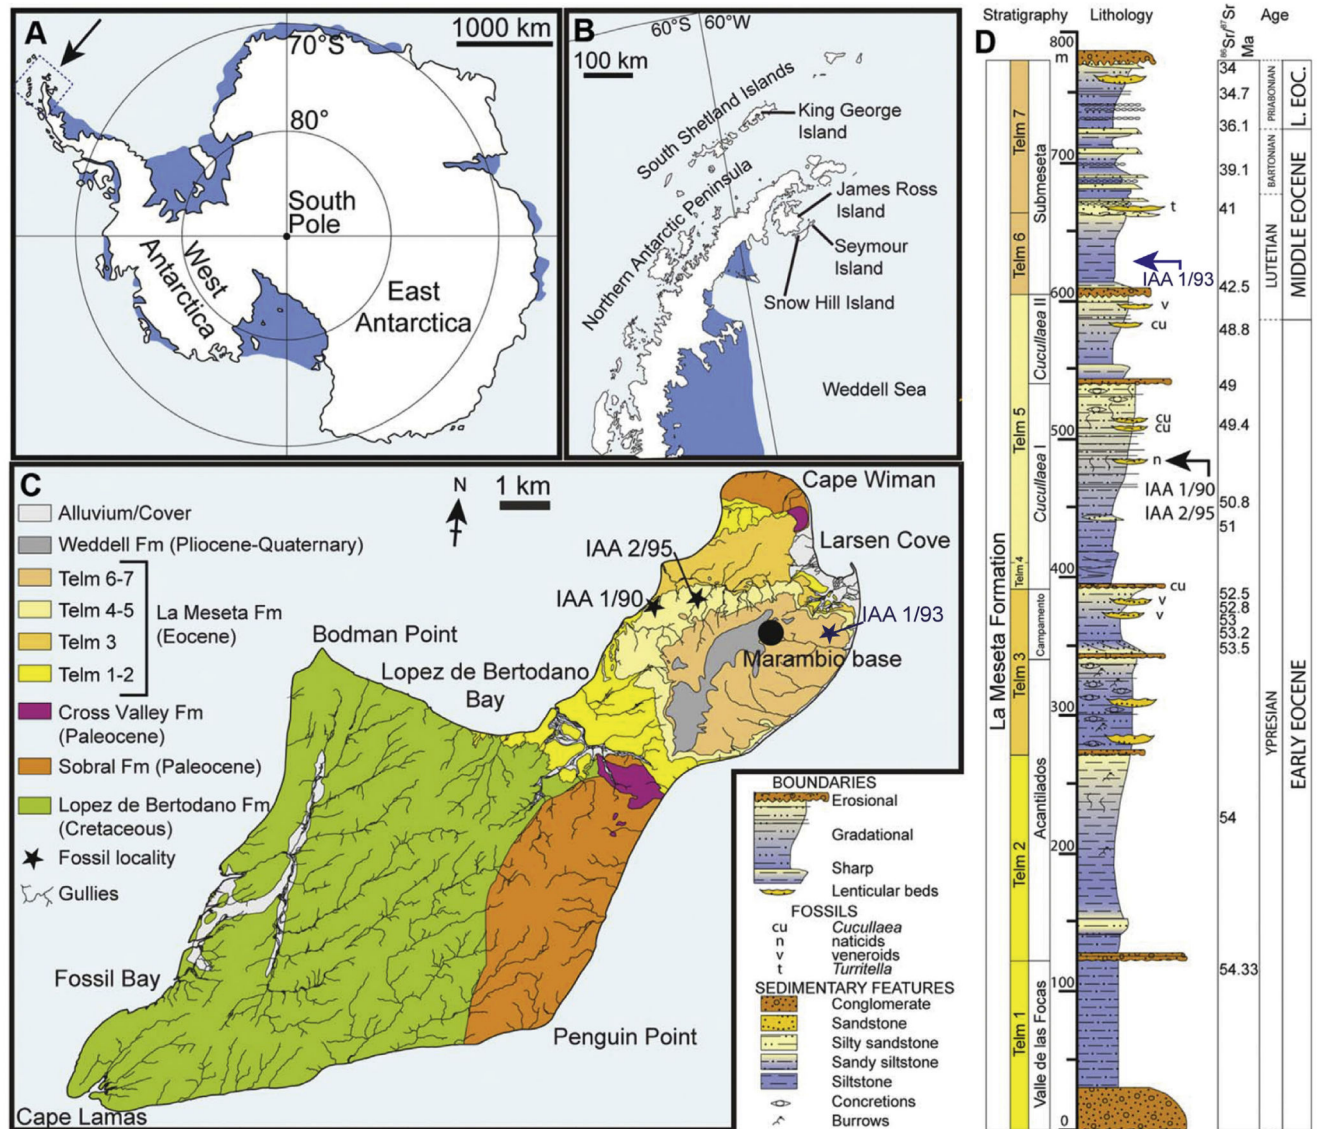 A
1000 km
70°S
80°
South
Pole
West
Antarctica
East
Antarctica
B
60°S
60°W
100 km
South Shetland Islands
King George
Island
Northern Antarctic Peninsula
James Ross
Island
Seymour
Island
Snow Hill Island
Weddell Sea
C
N
1 km
Alluvium/Cover
Weddell Fm (Pliocene-Quaternary)
Telm 6-7
Telm 4-5
Telm 3
Telm 1-2
La Meseta Fm
(Eocene)
Cross Valley Fm
(Paleocene)
Sobral Fm (Paleocene)
Lopez de Bertodano Fm
(Cretaceous)
Fossil locality
Gullies
Cape Wiman
Larsen Cove
IAA 2/95
IAA 1/90
IAA 1/93
Marambio base
Bodman Point
Lopez de Bertodano
Bay
Fossil Bay
Penguin Point
Cape Lamas
BOUNDARIES
Erosional
Gradational
Sharp
Lenticular beds
FOSSILS
cu Cucullaea
n naticids
v veneroids
t Turritella
SEDIMENTARY FEATURES
Conglomerate
Sandstone
Silty sandstone
Sandy siltstone
Siltstone
Concretions
Burrows
D
Stratigraphy
Lithology
86Sr/87Sr
Ma
Age
La Meseta Formation
Telm 7
Telm 6
Telm 5
Telm 4
Telm 3
Telm 2
Telm 1
Submeseta
Cucullaea II
Cucullaea I
Campamento
Acantilados
Valle de las Focas
800
m
700
600
500
400
300
200
100
0
t
v
cu
cu
cu
n
cu
v
v
IAA 1/93
IAA 1/90
IAA 2/95
34
34.7
36.1
39.1
41
42.5
48.8
49
49.4
50.8
51
52.5
52.8
53
53.2
53.5
54
54.33
PRIABONIAN
BARTONIAN
LUTETIAN
YPRESIAN
L. EOC.
MIDDLE EOCENE
EARLY EOCENE